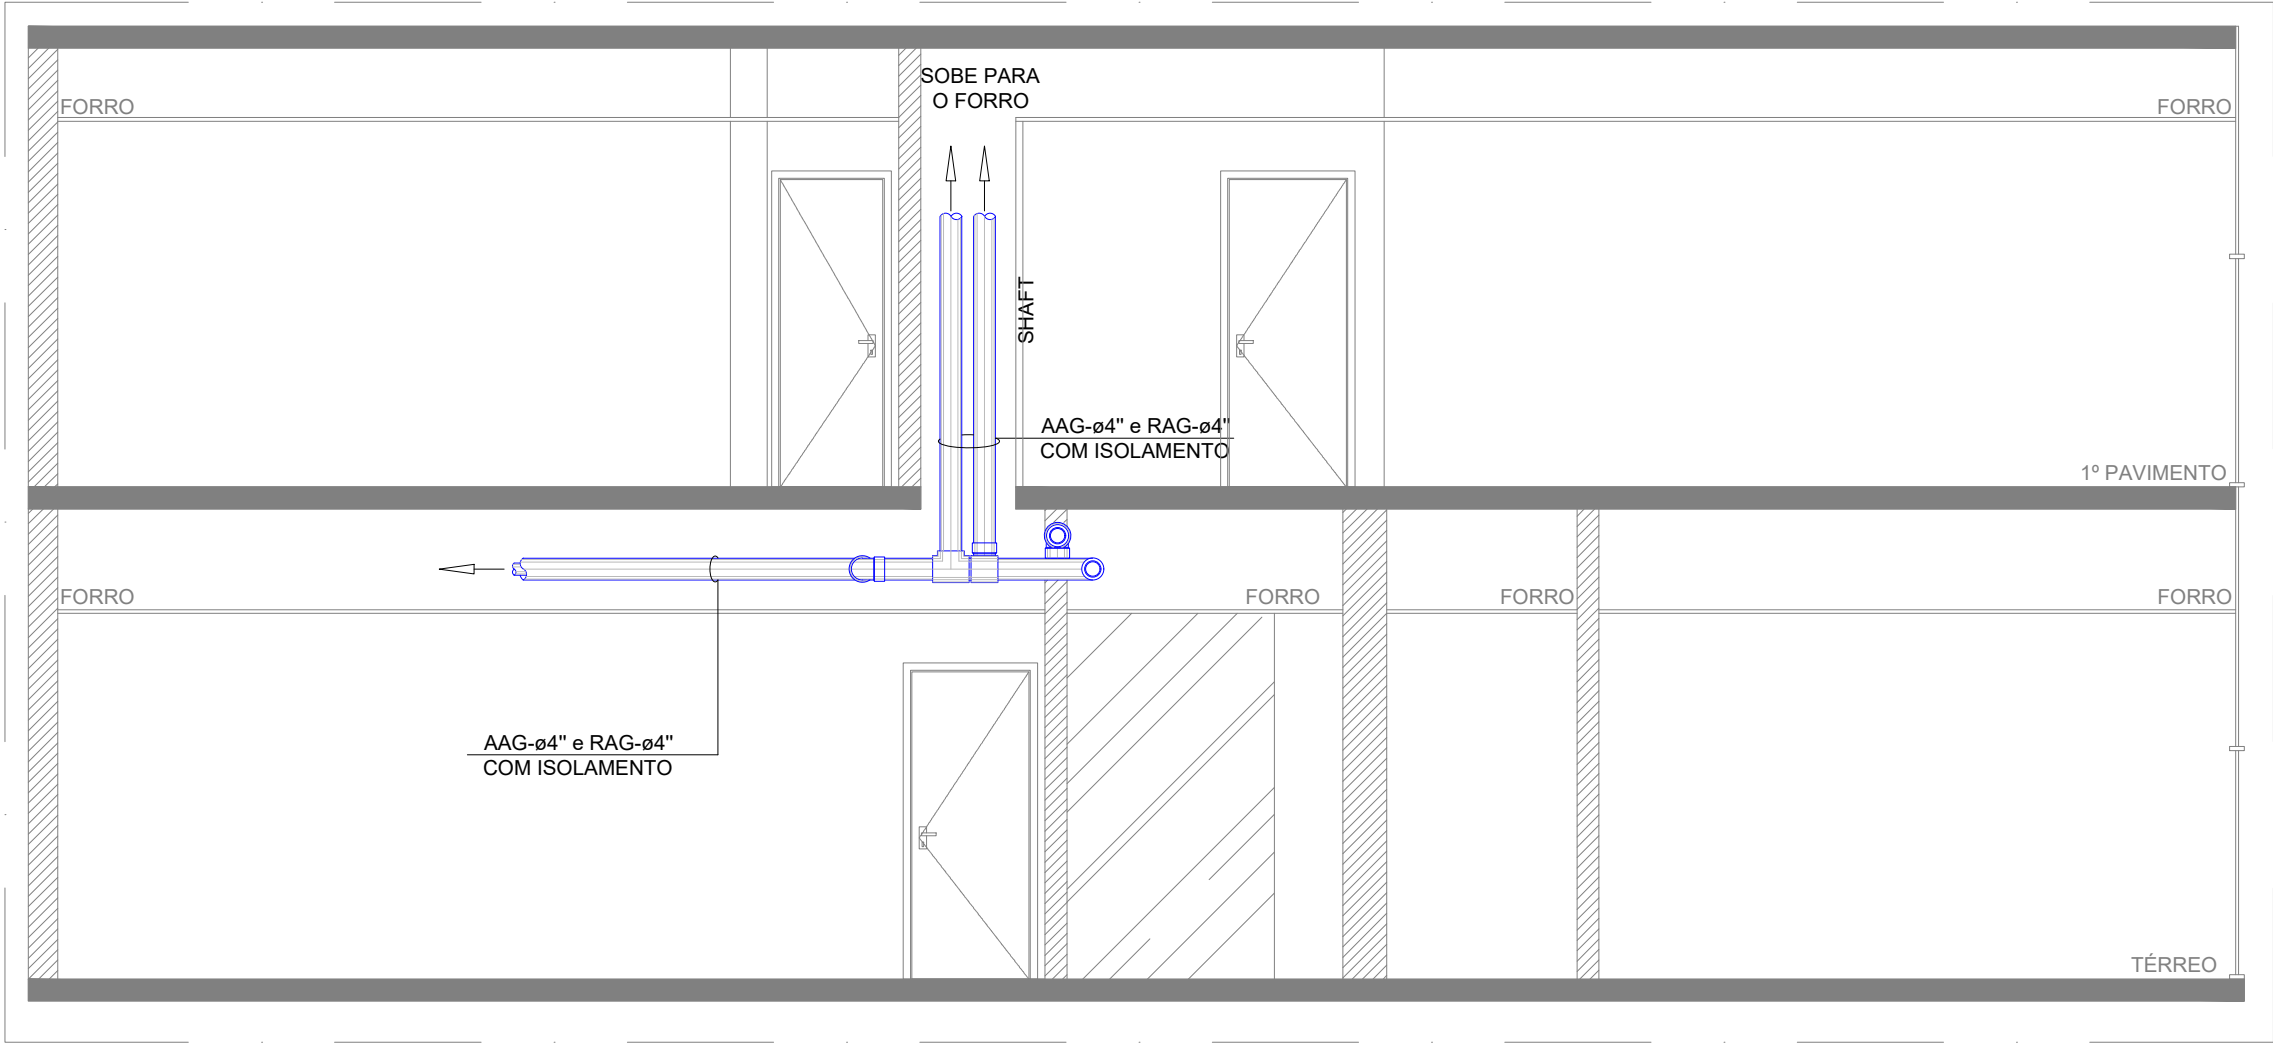 SOBE PARA
O FORRO
FORRO
FORRO
SHAFT
AAG-ø4" e RAG-ø4"
COM ISOLAMENTO
1º PAVIMENTO
FORRO
FORRO
FORRO
FORRO
AAG-ø4" e RAG-ø4"
COM ISOLAMENTO
TÉRREO